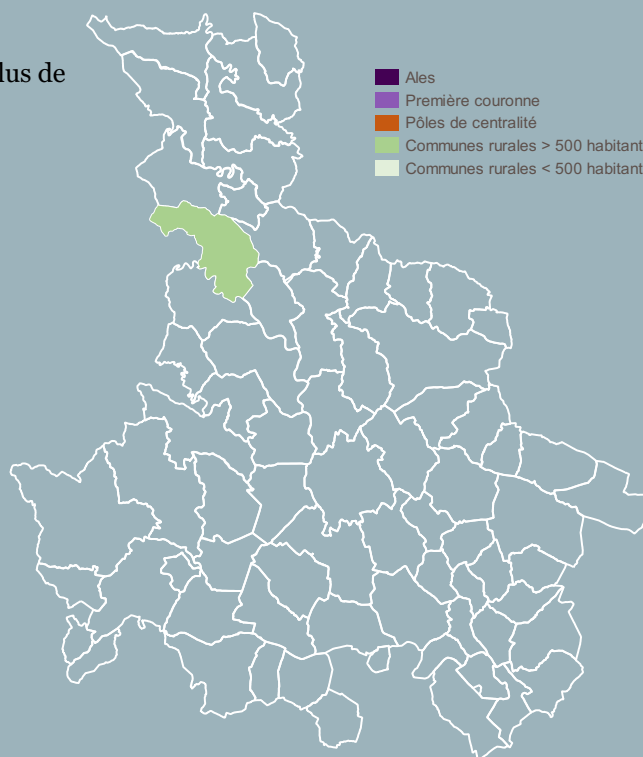 lus de
Ales
Première couronne
Pôles de centralité
Communes rurales > 500 habitant
Communes rurales < 500 habitant